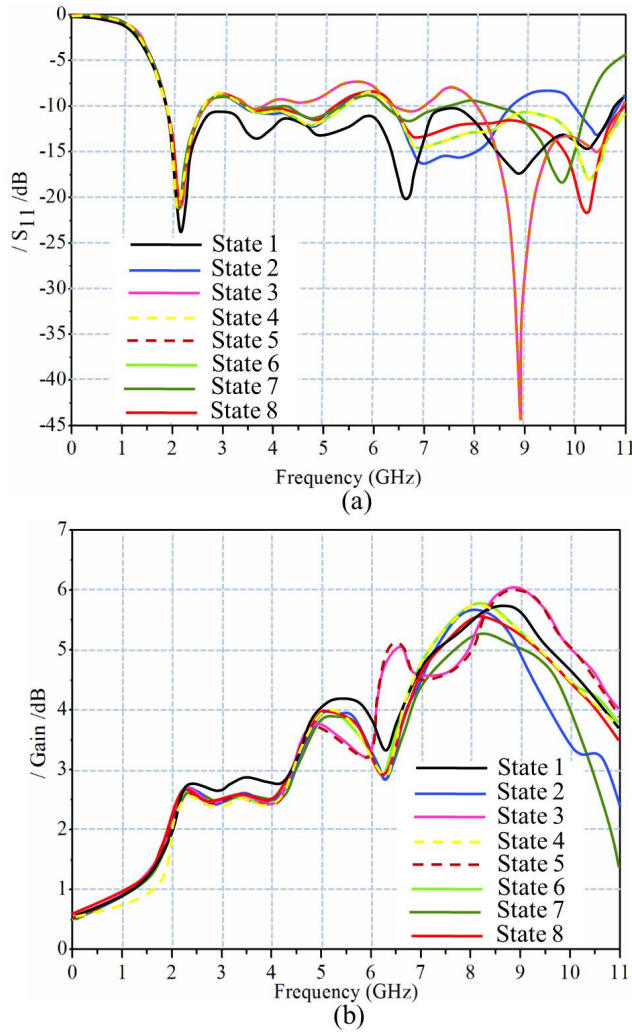 0
-5
-10
-15
-20
-25
-30
-35
-40
-45
/ S11 /dB
State 1
State 2
State 3
State 4
State 5
State 6
State 7
State 8
0 1 2 3 4 5 6 7 8 9 10 11
Frequency (GHz)
(a)
7
6
5
4
3
2
1
0
/ Gain /dB
State 1
State 2
State 3
State 4
State 5
State 6
State 7
State 8
0 1 2 3 4 5 6 7 8 9 10 11
Frequency (GHz)
(b)